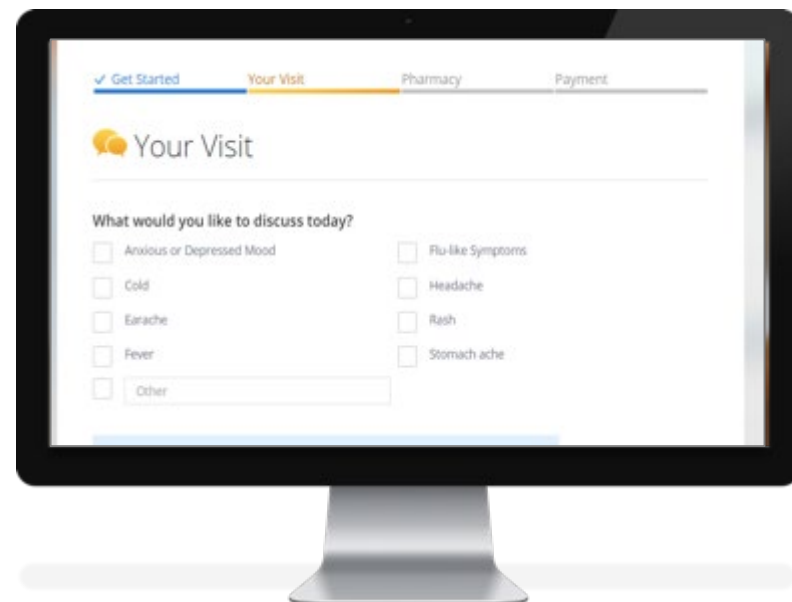 ✓ Get Started Your Visit Pharmacy Payment
Your Visit
What would you like to discuss today?
Anxious or Depressed Mood Flu-like Symptoms
Cold Headache
Earache Rash
Fever Stomach ache
Other